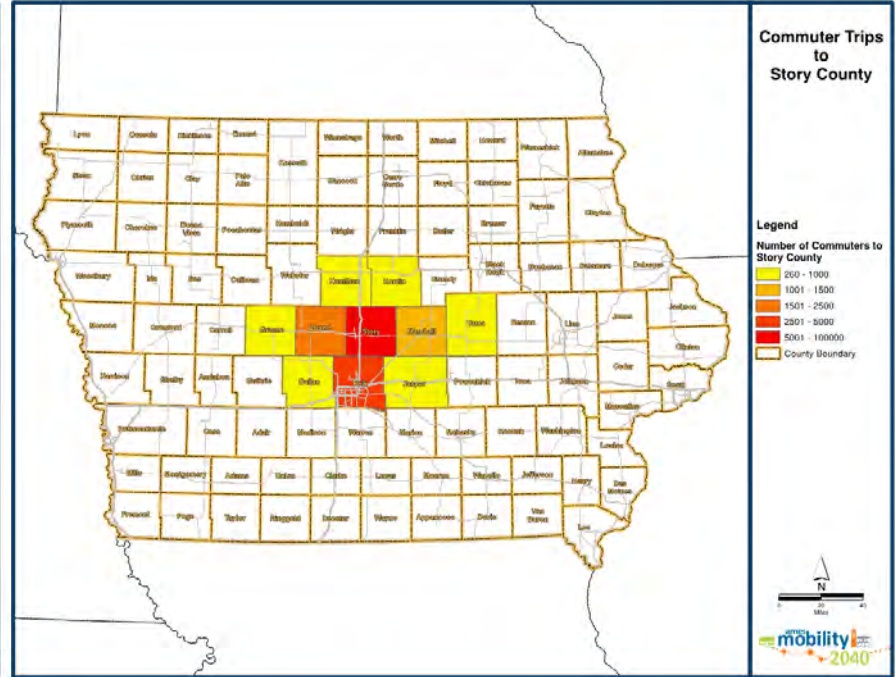 Commuter Trips
to
Story County
Lyon
Osceola
Dickinson
Emmet
Winnebago
Worth
Mitchell
Howard
Winneshiek
Allamakee
Kossuth
Sioux
Obrien
Clay
Palo
Alto
Hancock
Cerro
Gordo
Floyd
Chickasaw
Fayette
Clayton
Plymouth
Cherokee
Buena
Vista
Pocahontas
Humboldt
Wright
Franklin
Butler
Bremer
Woodbury
Ida
Sac
Calhoun
Webster
Hamilton
Hardin
Grundy
Black
Hawk
Buchanan
Delaware
Dubuque
Monona
Crawford
Carroll
Greene
Boone
Story
Marshall
Tama
Benton
Linn
Jones
Jackson
Clinton
Harrison
Shelby
Audubon
Guthrie
Dallas
Polk
Jasper
Poweshiek
Iowa
Johnson
Cedar
Scott
Muscatine
Pottawattamie
Cass
Adair
Madison
Warren
Marion
Mahaska
Keokuk
Washington
Louisa
Mills
Montgomery
Adams
Union
Clarke
Lucas
Monroe
Wapello
Jefferson
Henry
Des
Moines
Fremont
Page
Taylor
Ringgold
Decatur
Wayne
Appanoose
Davis
Van
Buren
Lee
Legend
Number of Commuters to
Story County
260 - 1000
1001 - 1500
1501 - 2500
2501 - 5000
5001 - 100000
County Boundary
N
0 20 40
Miles
ames
mobility
2040